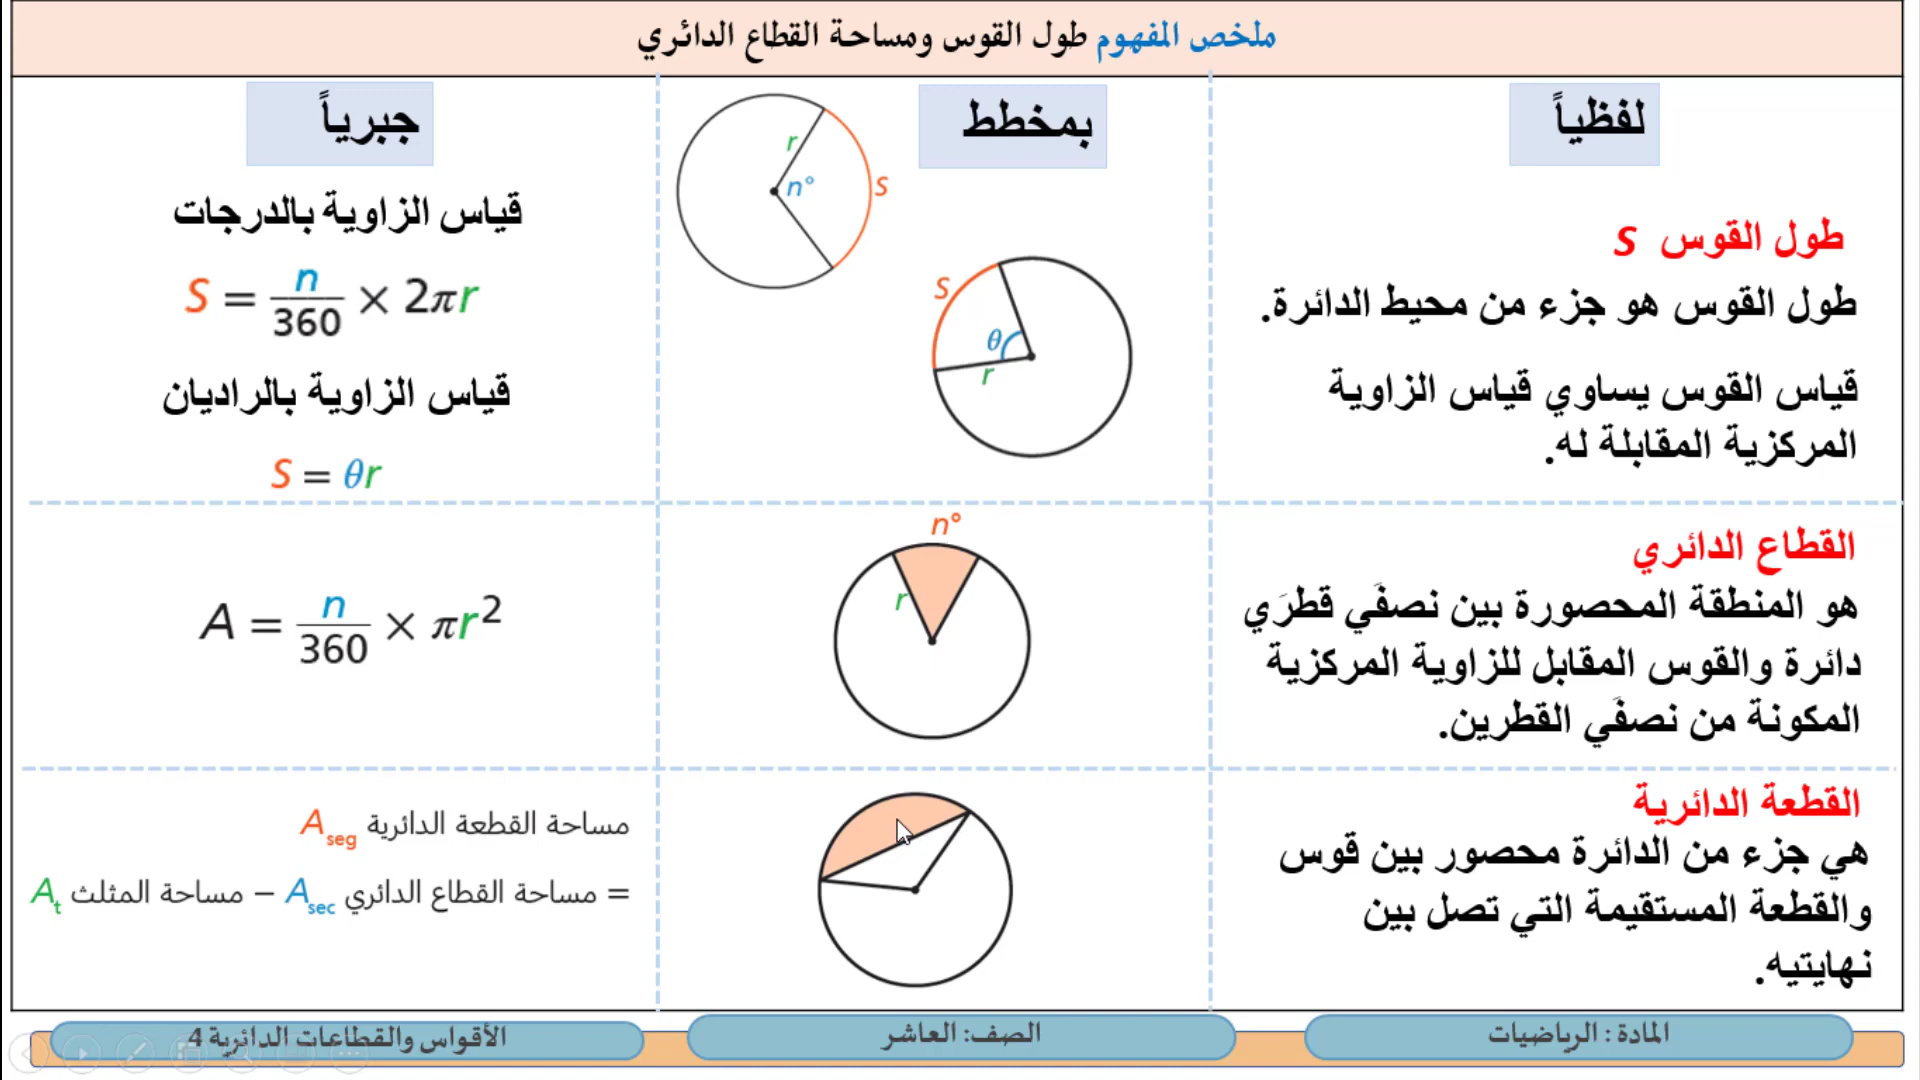 ملخص المفهوم طول القوس ومساحة القطاع الدائري
لفظياً
بمخطط
جبرياً
طول القوس S
طول القوس هو جزء من محيط الدائرة.
قياس القوس يساوي قياس الزاوية
المركزية المقابلة له.
r
n°
S
S
θ
r
قياس الزاوية بالدرجات
S = n/360 × 2πr
قياس الزاوية بالراديان
S = θr
القطاع الدائري
هو المنطقة المحصورة بين نصفَي قطرَي
دائرة والقوس المقابل للزاوية المركزية
المكونة من نصفَي القطرين.
n°
r
A = n/360 × πr²
القطعة الدائرية
هي جزء من الدائرة محصور بين قوس
والقطعة المستقيمة التي تصل بين
نهايتيه.
مساحة القطعة الدائرية Aseg
= مساحة القطاع الدائري Asec − مساحة المثلث At
المادة : الرياضيات
الصف: العاشر
الأقواس والقطاعات الدائرية 4